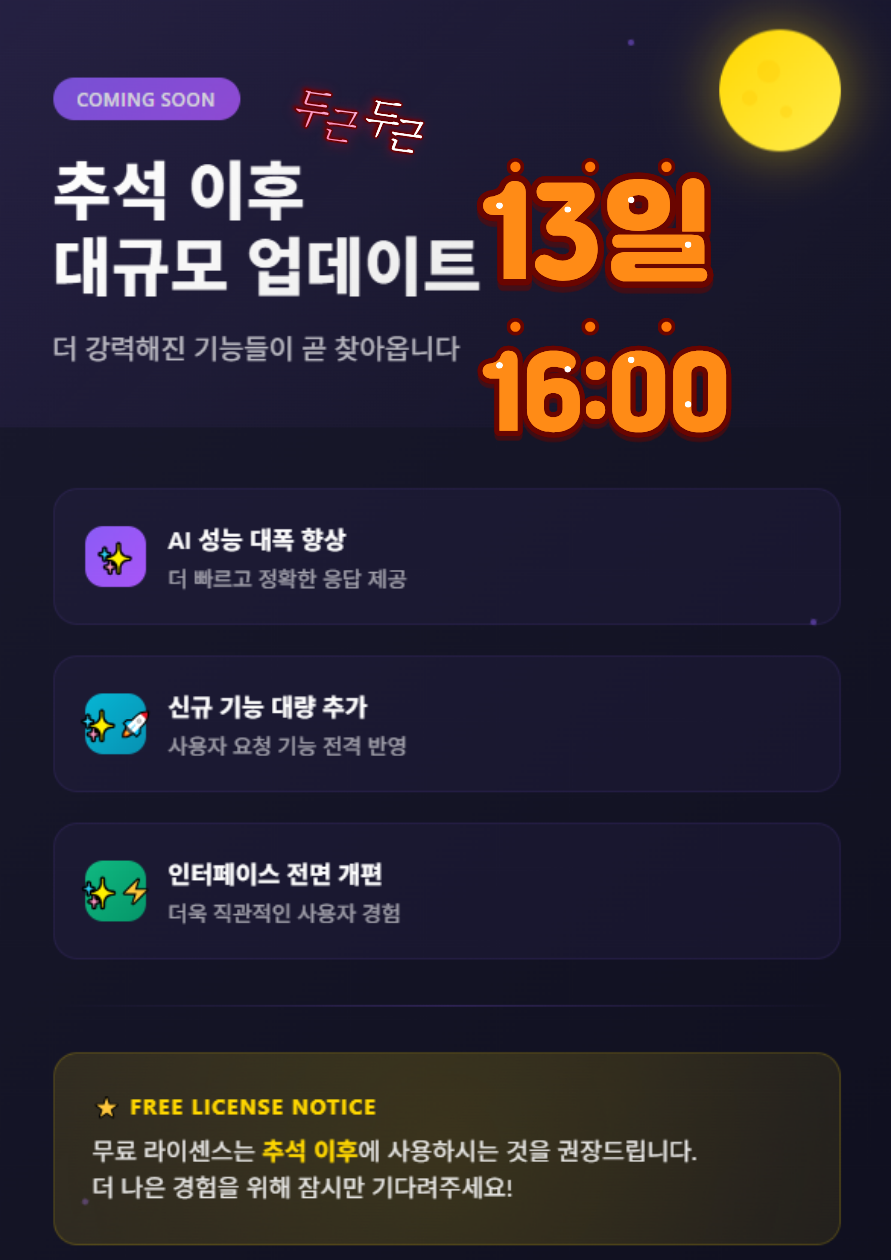 COMING SOON
두근두근
추석 이후
대규모 업데이트
13일
16:00
더 강력해진 기능들이 곧 찾아옵니다
AI 성능 대폭 향상
더 빠르고 정확한 응답 제공
신규 기능 대량 추가
사용자 요청 기능 전격 반영
인터페이스 전면 개편
더욱 직관적인 사용자 경험
FREE LICENSE NOTICE
무료 라이센스는 추석 이후에 사용하시는 것을 권장드립니다.
더 나은 경험을 위해 잠시만 기다려주세요!